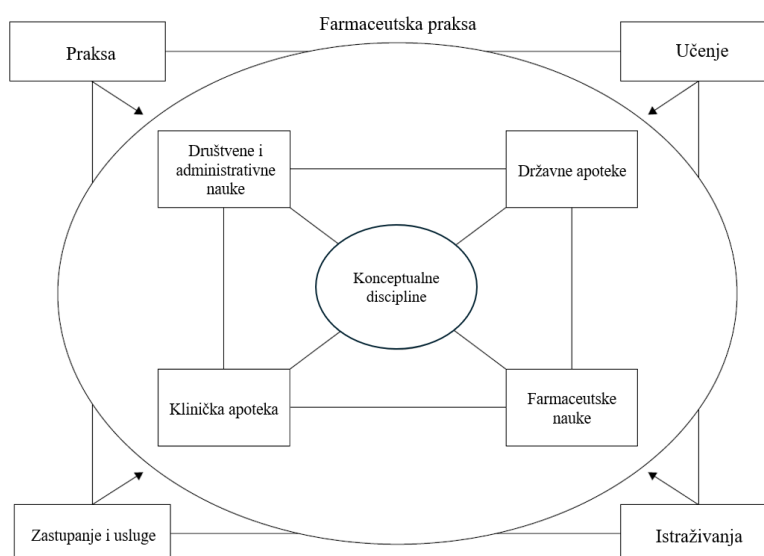 Farmaceutska praksa
Praksa
Učenje
Društvene i
administrativne
nauke
Državne apoteke
Konceptualne
discipline
Klinička apoteka
Farmaceutske
nauke
Zastupanje i usluge
Istraživanja